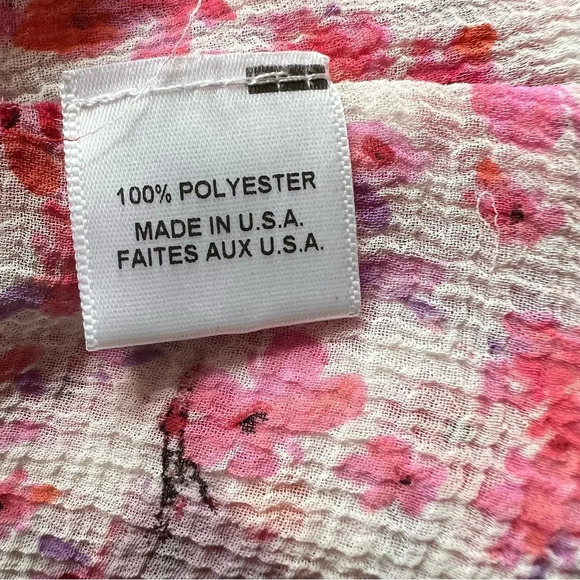 100% POLYESTER
MADE IN U.S.A.
FAITES AUX U.S.A.